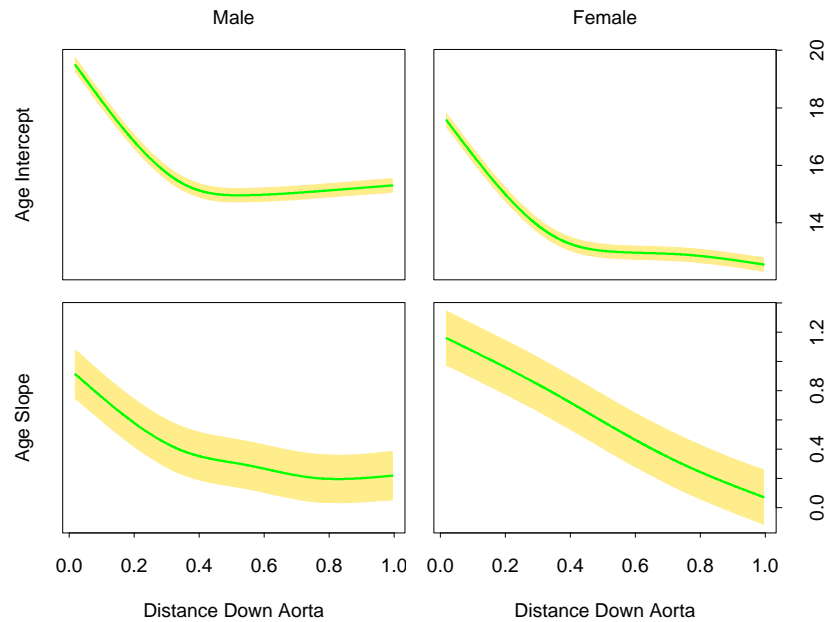 Male Female
Age Intercept
20
18
16
14
Age Slope
1.2
0.8
0.4
0.0
0.0 0.2 0.4 0.6 0.8 1.0 0.0 0.2 0.4 0.6 0.8 1.0
Distance Down Aorta Distance Down Aorta